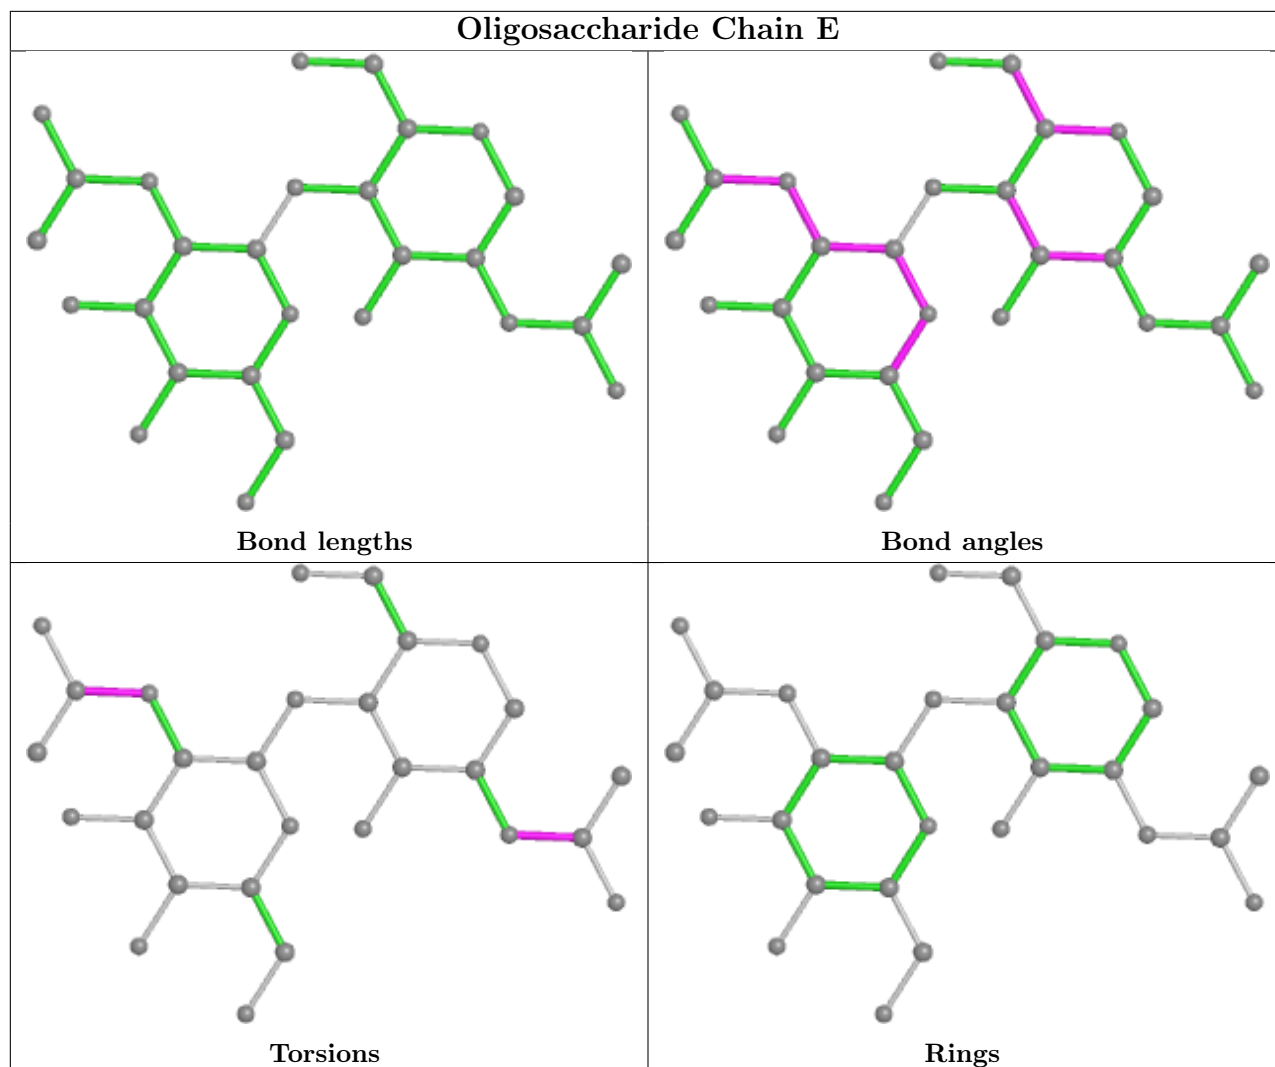 Oligosaccharide Chain E
Bond lengths
Bond angles
Torsions
Rings